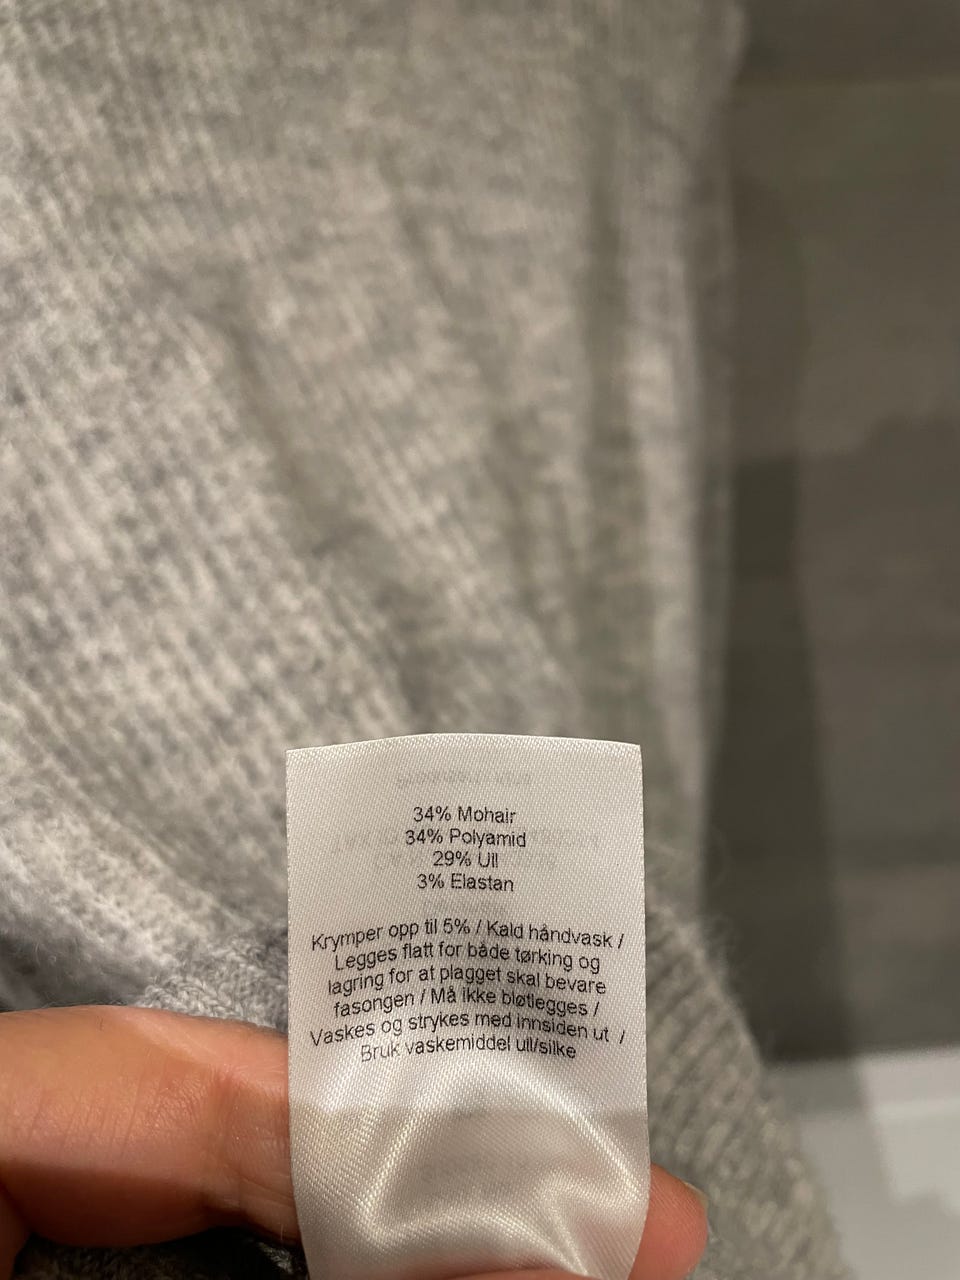 34% Mohair
34% Polyamid
29% Ull
3% Elastan
Krymper opp til 5% / Kald håndvask /
Legges flatt for både tørking og
lagring for at plagget skal bevare
fasongen / Må ikke bløtlegges /
Vaskes og strykes med innsiden ut /
Bruk vaskemiddel ull/silke